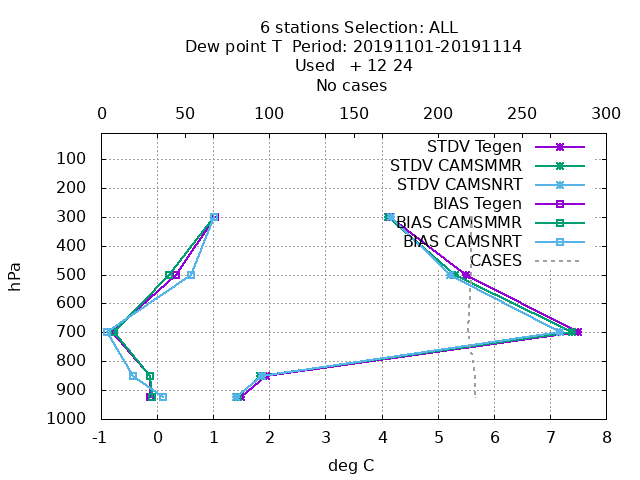 6 stations Selection: ALL
Dew point T  Period: 20191101-20191114
Used   + 12 24
No cases
0 50 100 150 200 250 300
STDV Tegen
STDV CAMSMMR
STDV CAMSNRT
BIAS Tegen
BIAS CAMSMMR
BIAS CAMSNRT
CASES
100
200
300
400
500
600
700
800
900
1000
hPa
-1 0 1 2 3 4 5 6 7 8
deg C